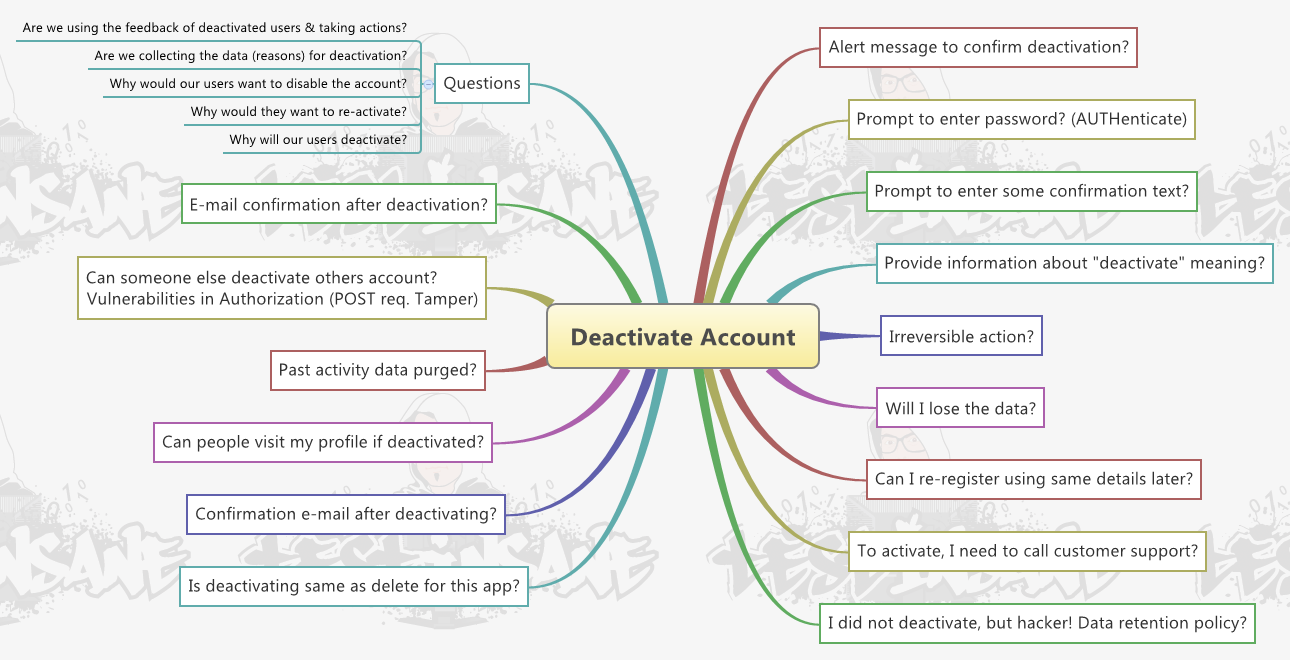 Are we using the feedback of deactivated users & taking actions?
Are we collecting the data (reasons) for deactivation?
Why would our users want to disable the account?
Why would they want to re-activate?
Why will our users deactivate?
Questions
E-mail confirmation after deactivation?
Can someone else deactivate others account?
Vulnerabilities in Authorization (POST req. Tamper)
Past activity data purged?
Can people visit my profile if deactivated?
Confirmation e-mail after deactivating?
Is deactivating same as delete for this app?
Deactivate Account
Alert message to confirm deactivation?
Prompt to enter password? (AUTHenticate)
Prompt to enter some confirmation text?
Provide information about "deactivate" meaning?
Irreversible action?
Will I lose the data?
Can I re-register using same details later?
To activate, I need to call customer support?
I did not deactivate, but hacker! Data retention policy?